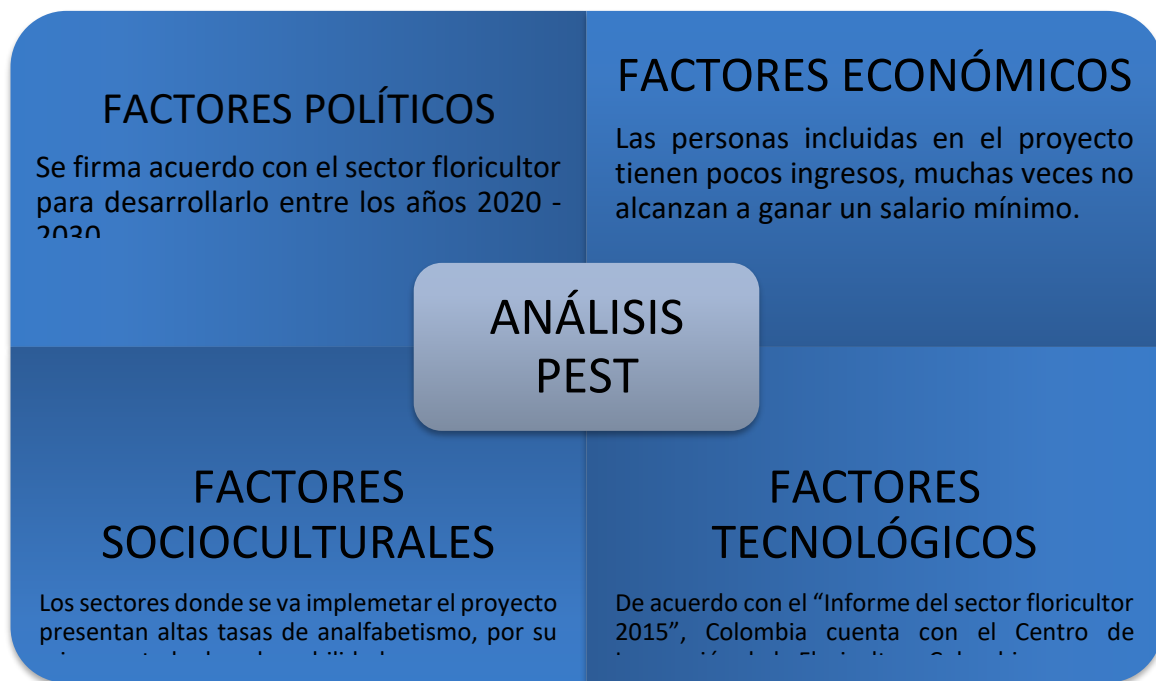 FACTORES POLÍTICOS
Se firma acuerdo con el sector floricultor
para desarrollarlo entre los años 2020 -
2030
FACTORES ECONÓMICOS
Las personas incluidas en el proyecto
tienen pocos ingresos, muchas veces no
alcanzan a ganar un salario mínimo.
ANÁLISIS
PEST
FACTORES
SOCIOCULTURALES
Los sectores donde se va implemetar el proyecto
presentan altas tasas de analfabetismo, por su
FACTORES
TECNOLÓGICOS
De acuerdo con el “Informe del sector floricultor
2015”, Colombia cuenta con el Centro de